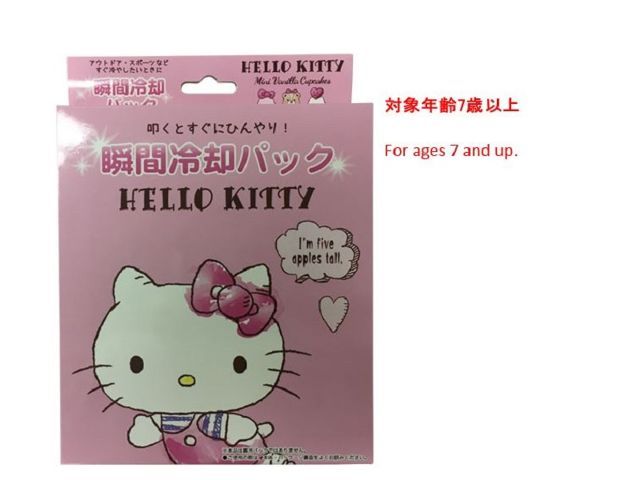 アウトドア・スポーツなど
すぐ冷やしたいときに
瞬間冷却
パック
HELLO KITTY
Mini Vanilla Cupcakes
叩くとすぐにひんやり!
瞬間冷却パック
HELLO KITTY
I'm five
apples tall.
対象年齢7歳以上
For ages 7 and up.